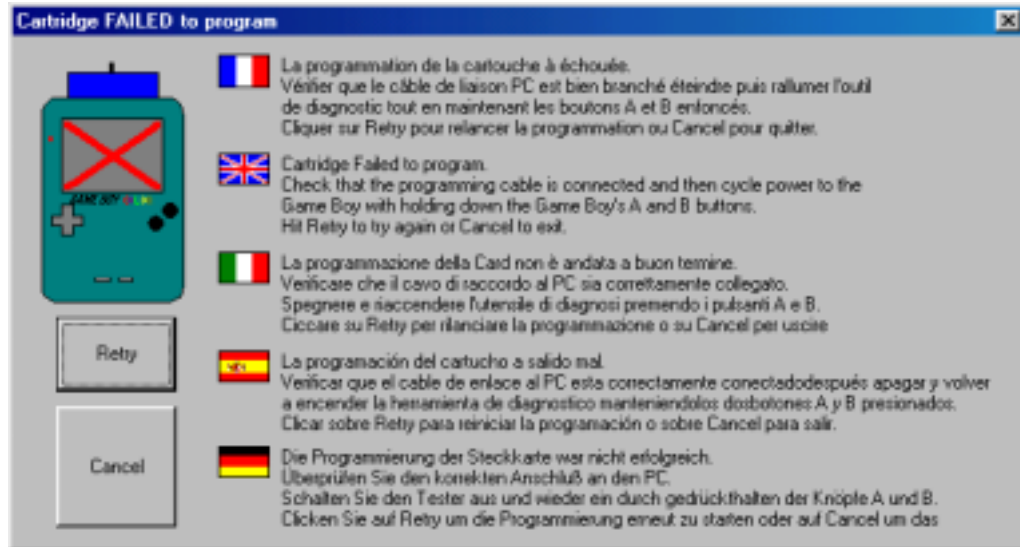 Cartridge FAILED to program
La programmation de la cartouche à échouée.
Vérifier que le câble de liaison PC est bien branché éteindre puis rallumer l'outil
de diagnostic tout en maintenant les boutons A et B enfoncés.
Cliquer sur Retry pour relancer la programmation ou Cancel pour quitter.
Cartridge Failed to program.
Check that the programming cable is connected and then cycle power to the
Game Boy with holding down the Game Boy's A and B buttons.
Hit Retry to try again or Cancel to exit.
GAME BOY COLOR
La programmazione della Card non è andata a buon termine.
Verificare che il cavo di raccordo al PC sia correttamente collegato.
Spegnere e riaccendere l'utensile di diagnosi premendo i pulsanti A e B.
Ciccare su Retry per rilanciare la programmazione o su Cancel per uscire
Retry
La programación del cartucho a salido mal.
Verificar que el cable de enlace al PC esta correctamente conectadodespués apagar y volver
a encender la herramienta de diagnostico manteniendolos dosbotones A y B presionados.
Clicar sobre Retry para reiniciar la programación o sobre Cancel para salir.
Cancel
Die Programmierung der Steckkarte war nicht erfolgreich.
Überprüfen Sie den korrekten Anschluß an den PC.
Schalten Sie den Tester aus und wieder ein durch gedrückthalten der Knöpfe A und B.
Clicken Sie auf Retry um die Programmierung erneut zu starten oder auf Cancel um das